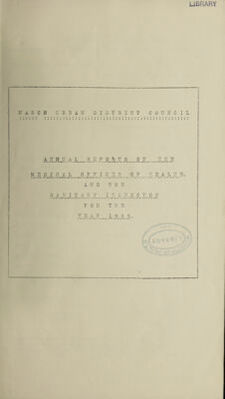 LIBRARY
MARCH URBAN DISTRICT COUNCIL
ANNUAL REPORTS OF THE
MEDICAL OFFICER OF HEALTH,
AND THE
SANITARY INSPECTOR
FOR THE
YEAR